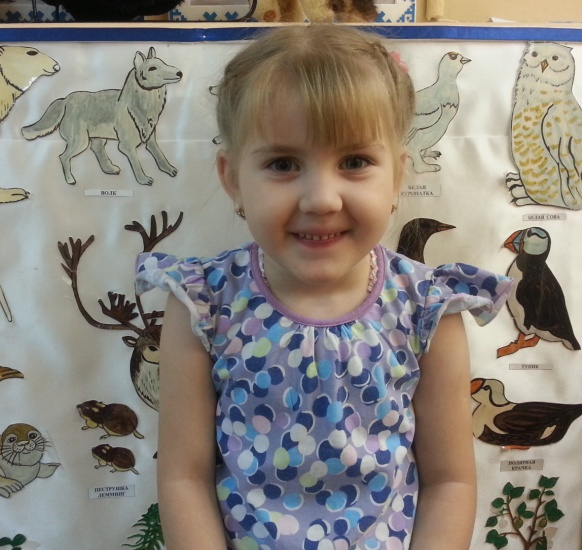 ВОЛК
БЕЛАЯ
КУРОПАТКА
БЕЛАЯ СОВА
ТУПИК
ПОЛЯРНАЯ
КРАЧКА
ПЕСТРУШКА
ЛЕММИНГ